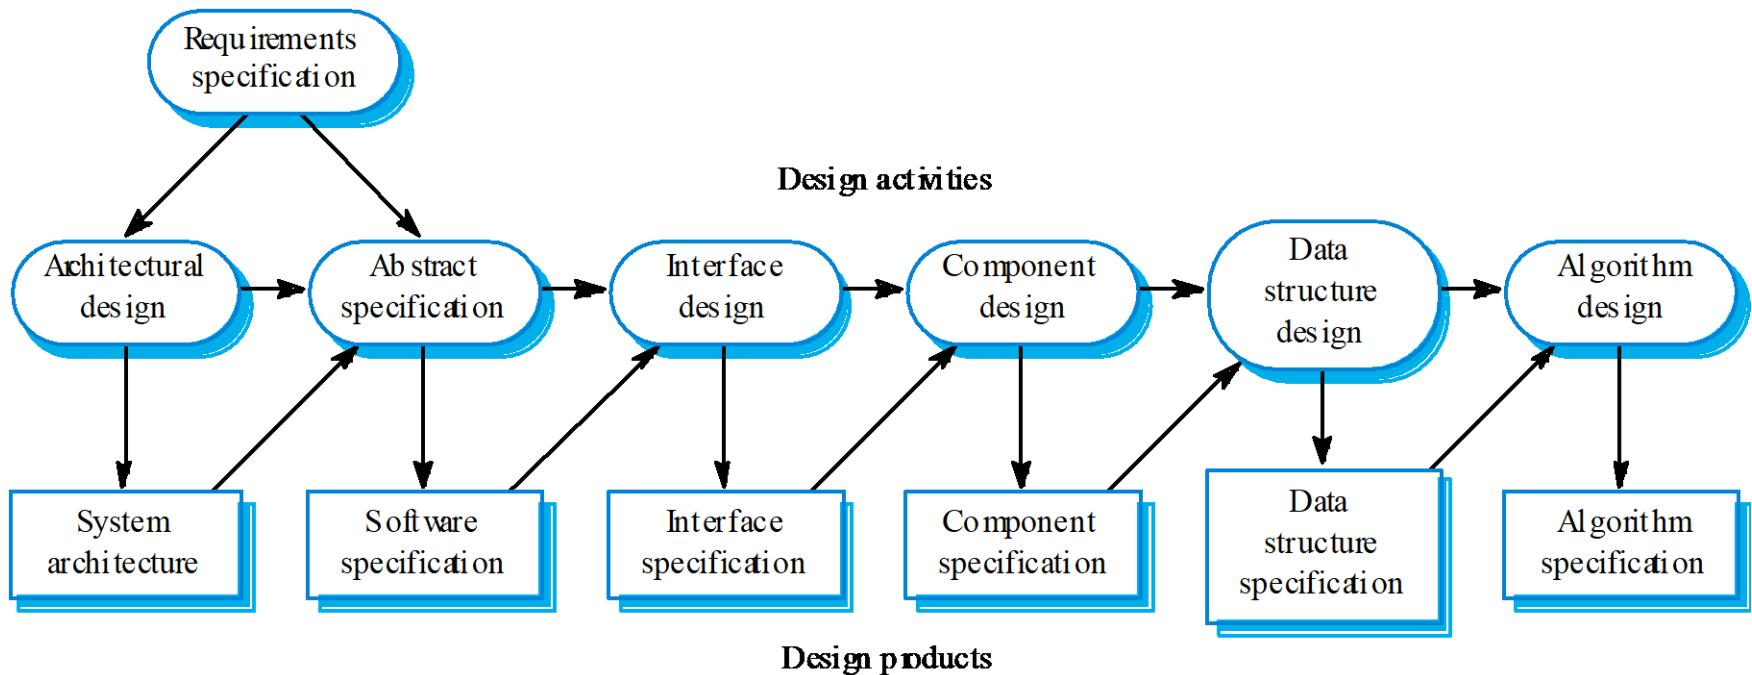 Requirements
specification
Design activities
Architectural
design
Abstract
specification
Interface
design
Component
design
Data
structure
design
Algorithm
design
System
architecture
Software
specification
Interface
specification
Component
specification
Data
structure
specification
Algorithm
specification
Design products